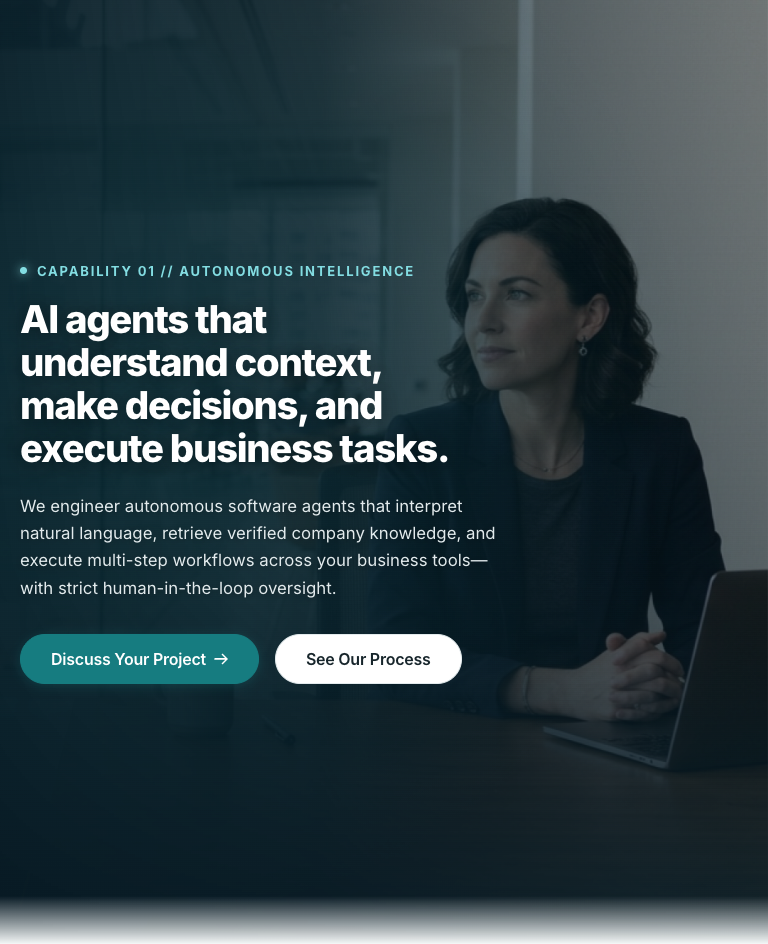 CAPABILITY 01 // AUTONOMOUS INTELLIGENCE
AI agents that
understand context,
make decisions, and
execute business tasks.
We engineer autonomous software agents that interpret
natural language, retrieve verified company knowledge, and
execute multi-step workflows across your business tools—
with strict human-in-the-loop oversight.
Discuss Your Project →
See Our Process